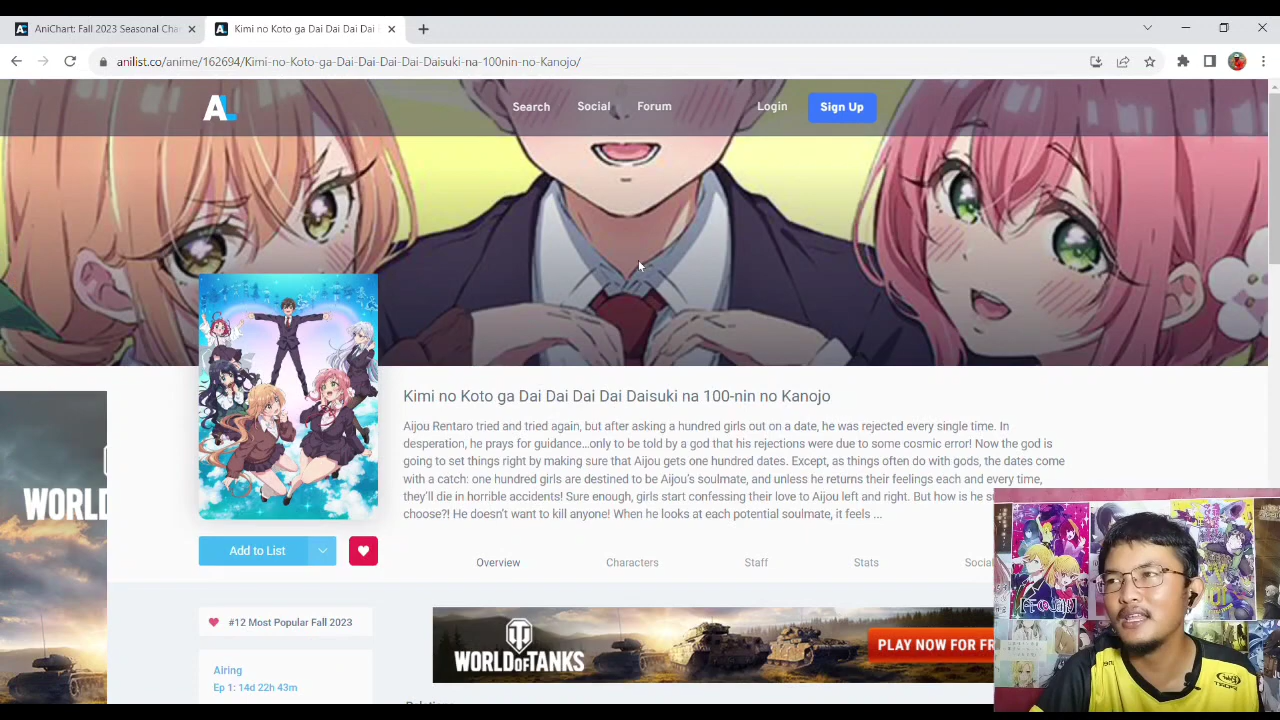 AniChart: Fall 2023 Seasonal Cha
Kimi no Koto ga Dai Dai Dai Dai
anilist.co/anime/162694/Kimi-no-Koto-ga-Dai-Dai-Dai-Dai-Daisuki-na-100nin-no-Kanojo/
AL
Search
Social
Forum
Login
Sign Up
Kimi no Koto ga Dai Dai Dai Dai Daisuki na 100-nin no Kanojo
Aijou Rentaro tried and tried again, but after asking a hundred girls out on a date, he was rejected every single time. In
desperation, he prays for guidance…only to be told by a god that his rejections were due to some cosmic error! Now the god is
going to set things right by making sure that Aijou gets one hundred dates. Except, as things often do with gods, the dates come
with a catch: one hundred girls are destined to be Aijou's soulmate, and unless he returns their feelings each and every time,
they'll die in horrible accidents! Sure enough, girls start confessing their love to Aijou left and right. But how is he su
choose?! He doesn't want to kill anyone! When he looks at each potential soulmate, it feels ...
WORLD
Add to List
Overview
Characters
Staff
Stats
Social
#12 Most Popular Fall 2023
WORLD OF TANKS
PLAY NOW FOR FR
Airing
Ep 1: 14d 22h 43m